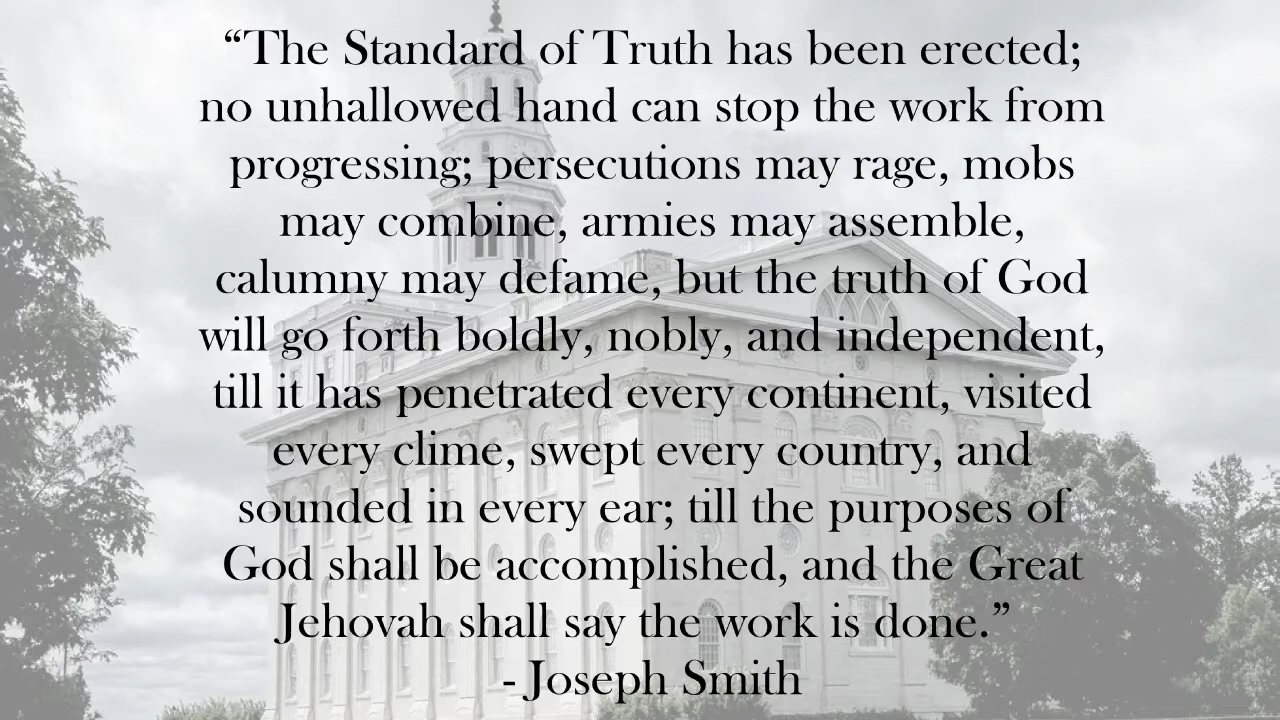 “The Standard of Truth has been erected;
no unhallowed hand can stop the work from
progressing; persecutions may rage, mobs
may combine, armies may assemble,
calumny may defame, but the truth of God
will go forth boldly, nobly, and independent,
till it has penetrated every continent, visited
every clime, swept every country, and
sounded in every ear; till the purposes of
God shall be accomplished, and the Great
Jehovah shall say the work is done.”
- Joseph Smith